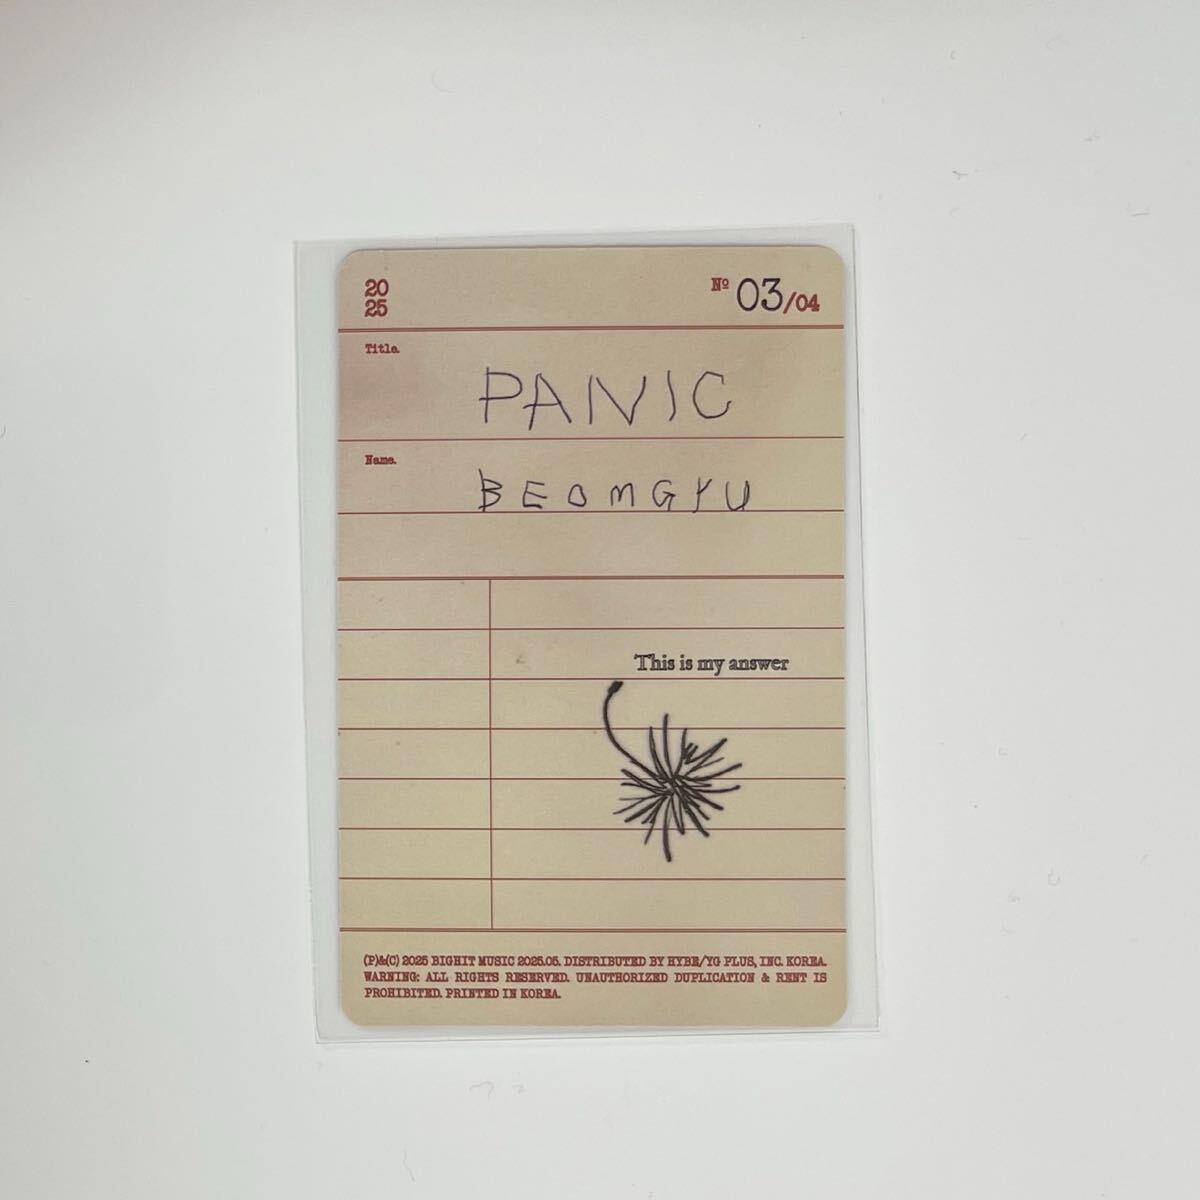 20
25
Nº 03/04
Title.
PANIC
Name.
BEOMGYU
This is my answer
(P)&(C) 2025 BIGHIT MUSIC 2025.05. DISTRIBUTED BY HYBE/YG PLUS, INC. KOREA.
WARNING: ALL RIGHTS RESERVED. UNAUTHORIZED DUPLICATION & RENT IS
PROHIBITED. PRINTED IN KOREA.